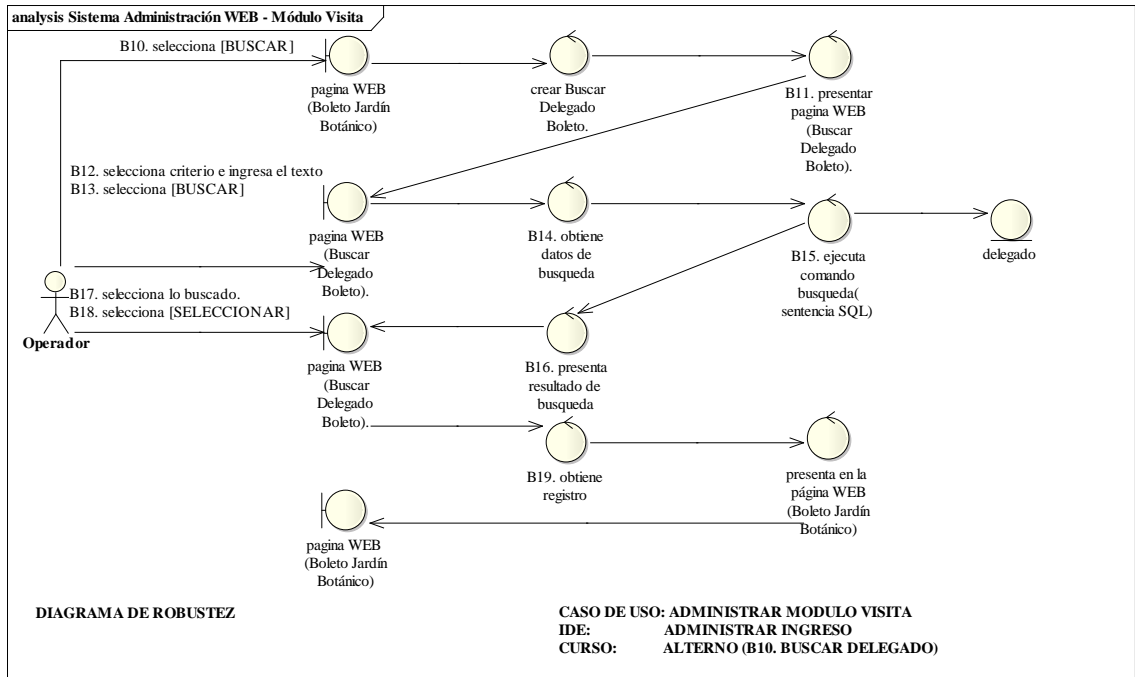 analysis Sistema Administración WEB - Módulo Visita
B10. selecciona [BUSCAR]
pagina WEB
(Boleto Jardín
Botánico)
crear Buscar
Delegado
Boleto.
B11. presentar
pagina WEB
(Buscar
Delegado
Boleto).
B12. selecciona criterio e ingresa el texto
B13. selecciona [BUSCAR]
pagina WEB
(Buscar
Delegado
Boleto).
B14. obtiene
datos de
busqueda
B15. ejecuta
comando
busqueda(
sentencia SQL)
delegado
B17. selecciona lo buscado.
B18. selecciona [SELECCIONAR]
Operador
pagina WEB
(Buscar
Delegado
Boleto).
B16. presenta
resultado de
busqueda
B19. obtiene
registro
presenta en la
página WEB
(Boleto Jardín
Botánico)
pagina WEB
(Boleto Jardín
Botánico)
DIAGRAMA DE ROBUSTEZ
CASO DE USO: ADMINISTRAR MODULO VISITA
IDE: ADMINISTRAR INGRESO
CURSO: ALTERNO (B10. BUSCAR DELEGADO)